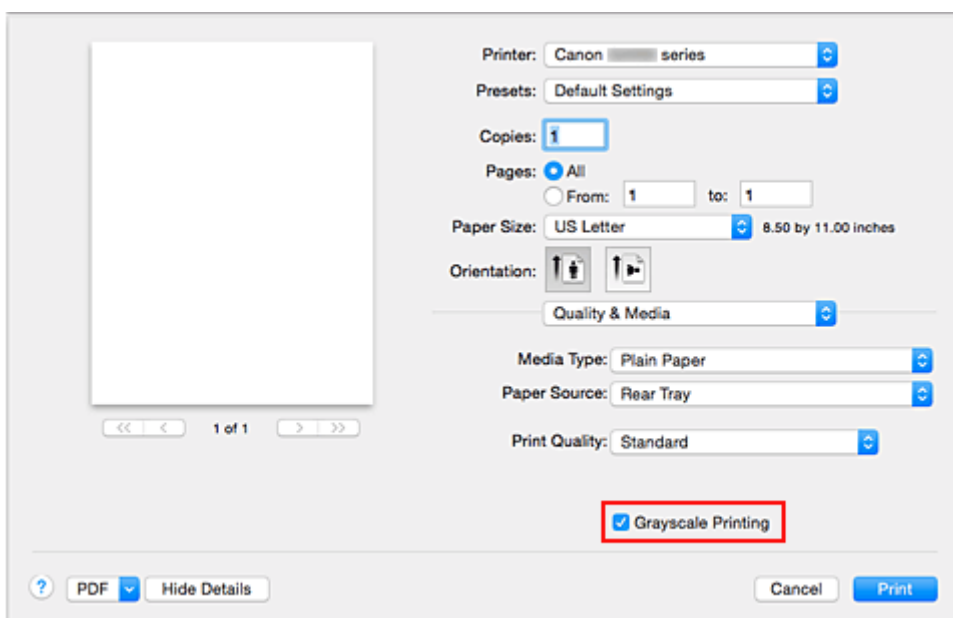 Printer: Canon series
Presets: Default Settings
Copies: 1
Pages: All
From: 1 to: 1
Paper Size: US Letter 8.50 by 11.00 inches
Orientation:
Quality & Media
Media Type: Plain Paper
Paper Source: Rear Tray
<< < 1 of 1 > >>
Print Quality: Standard
Grayscale Printing
? PDF Hide Details Cancel Print